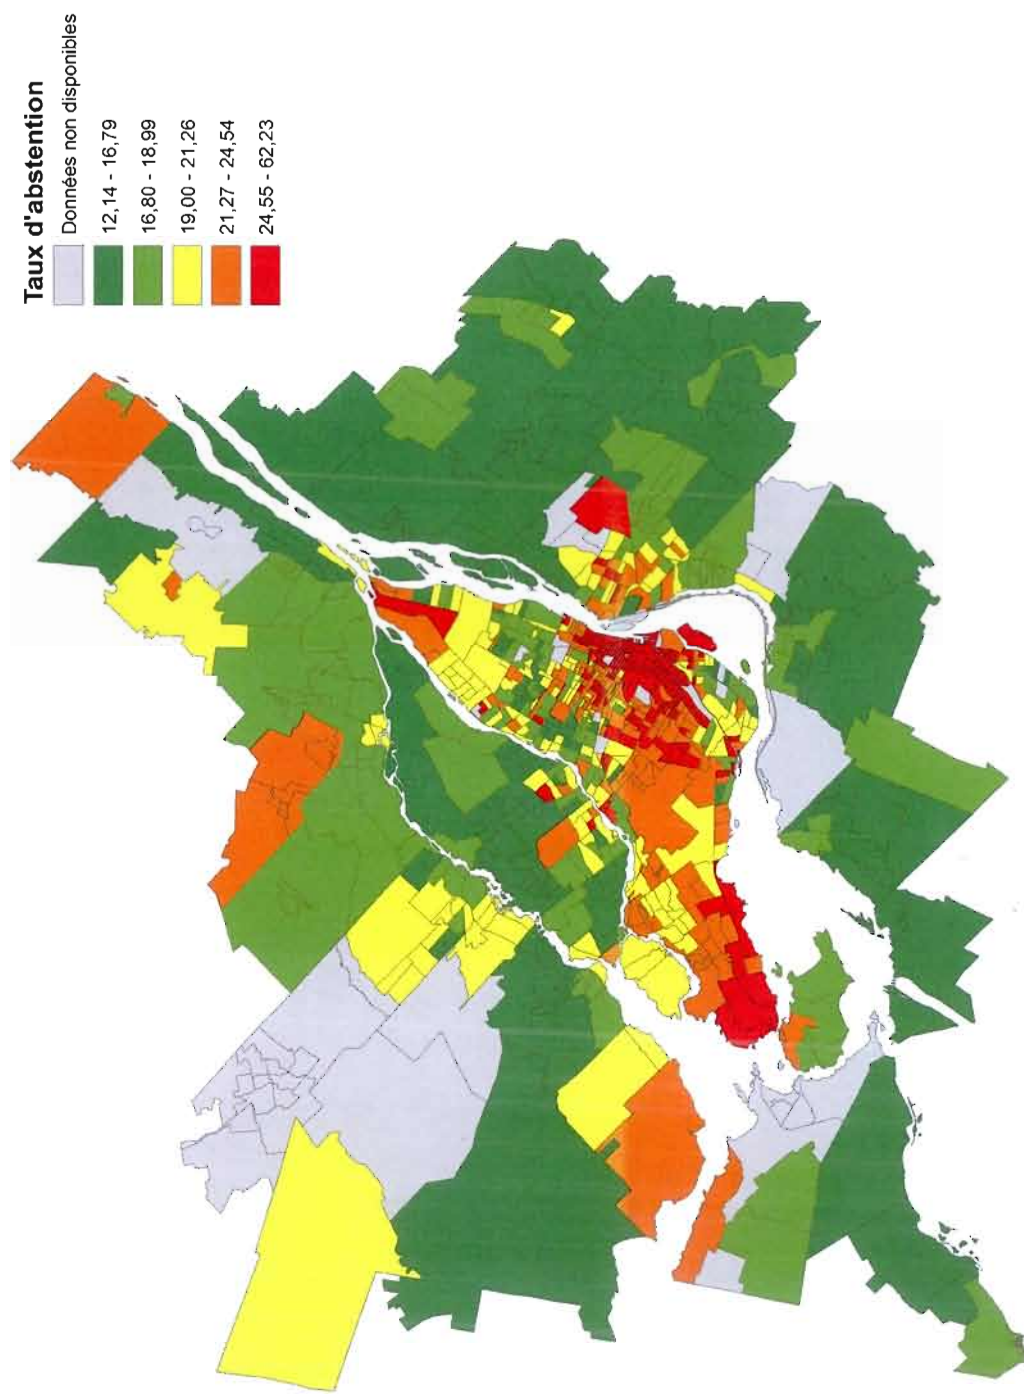 Taux d'abstention
Données non disponibles
12,14 - 16,79
16,80 - 18,99
19,00 - 21,26
21,27 - 24,54
24,55 - 62,23